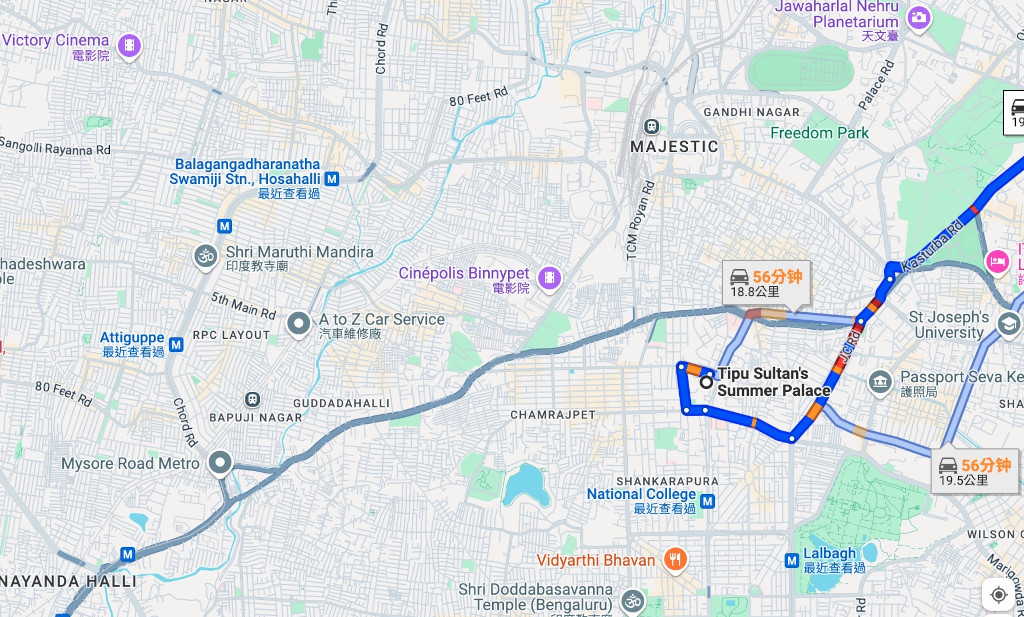 Jawaharlal Nehru
Planetarium
天文臺
Victory Cinema
電影院
Chord Rd
80 Feet Rd
Palace Rd
GANDHI NAGAR
Freedom Park
Sangolli Rayanna Rd
MAJESTIC
19
Balagangadharanatha
Swamiji Stn., Hosahalli
最近查看過
TCM Royan Rd
Kasturba Rd
Shri Maruthi Mandira
印度教寺廟
Cinépolis Binnypet
電影院
56分钟
18.8公里
5th Main Rd
A to Z Car Service
汽車維修廠
RPC LAYOUT
Attiguppe
最近查看過
St Joseph's
University
JC Rd
Tipu Sultan's
Summer Palace
Passport Seva Ke
護照局
80 Feet Rd
Chord Rd
GUDDADAHALLI
BAPUJI NAGAR
CHAMRAJPET
Mysore Road Metro
56分钟
19.5公里
SHANKARAPURA
National College
最近查看過
Vidyarthi Bhavan
Lalbagh
最近查看過
WILSON
NAYANDA HALLI
Shri Doddabasavanna
Temple (Bengaluru)
Marigowda